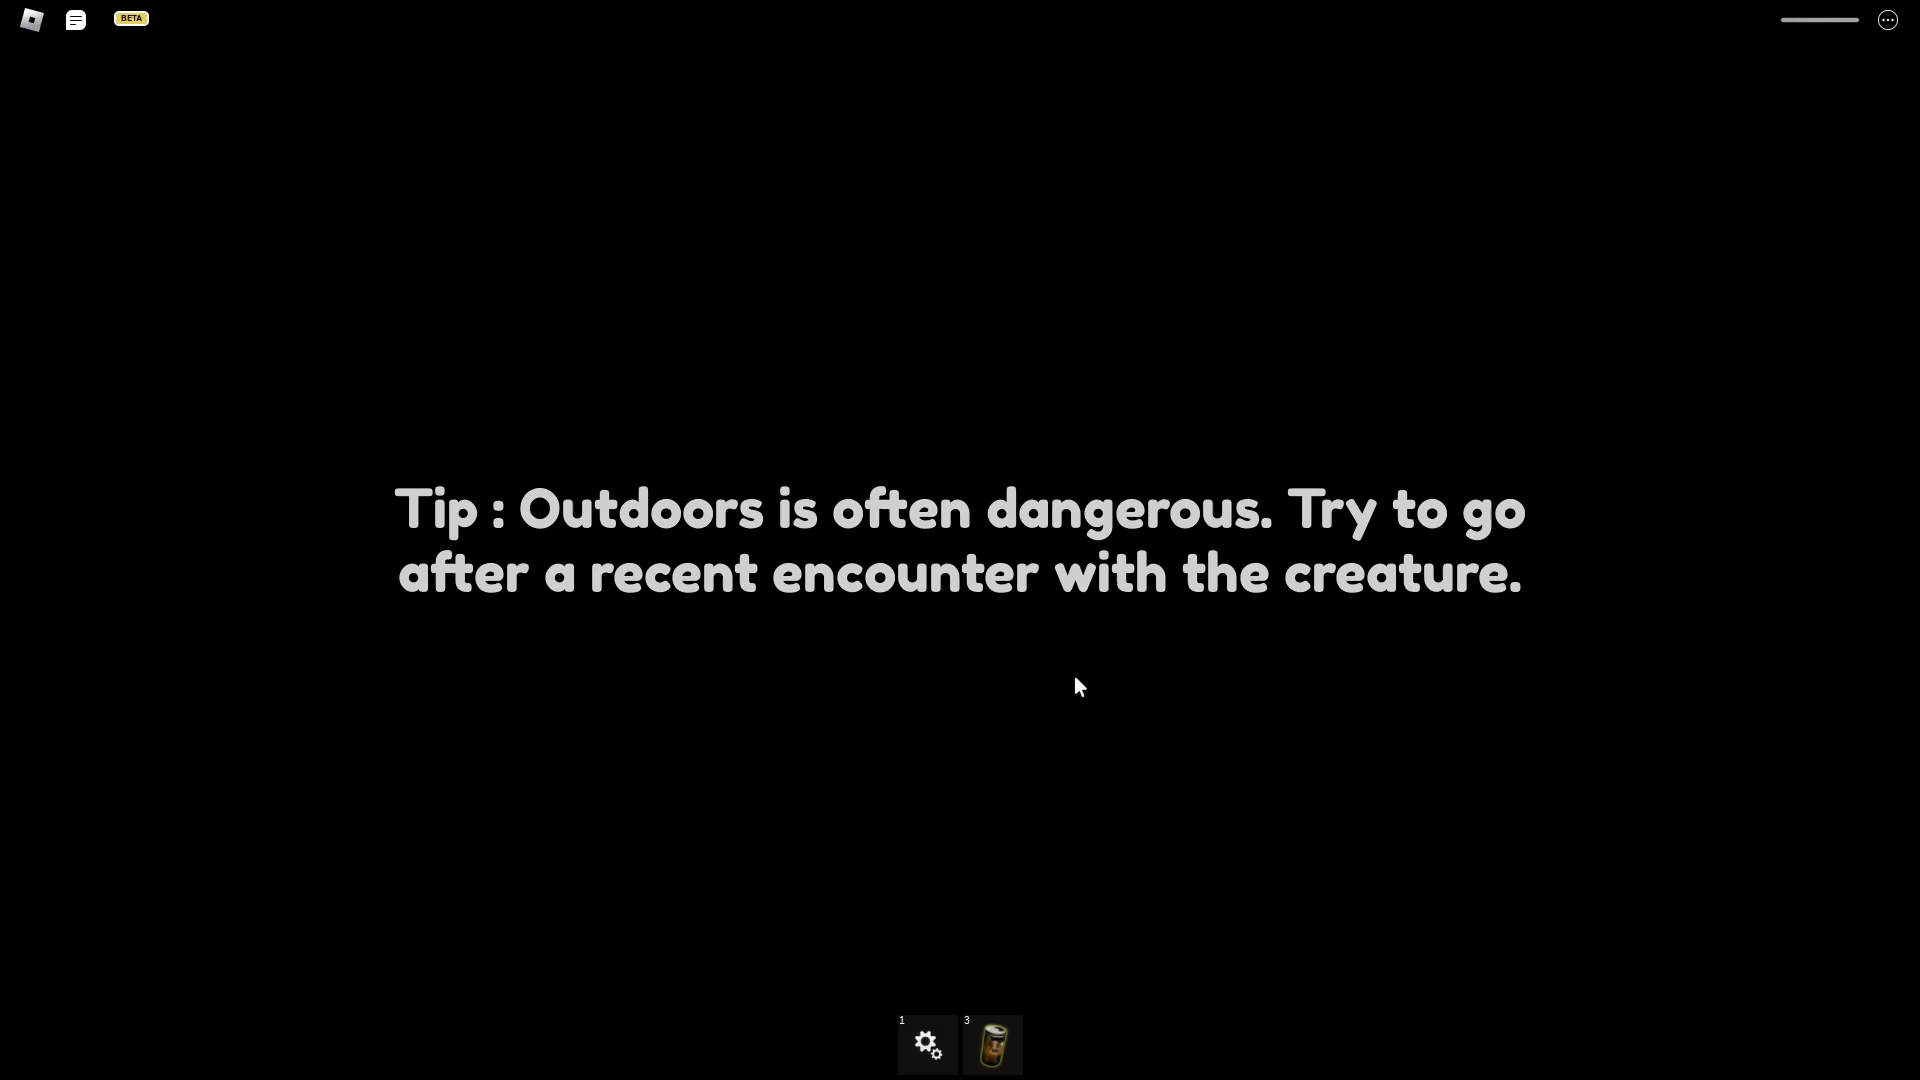 BETA
Tip : Outdoors is often dangerous. Try to go
after a recent encounter with the creature.
1
3